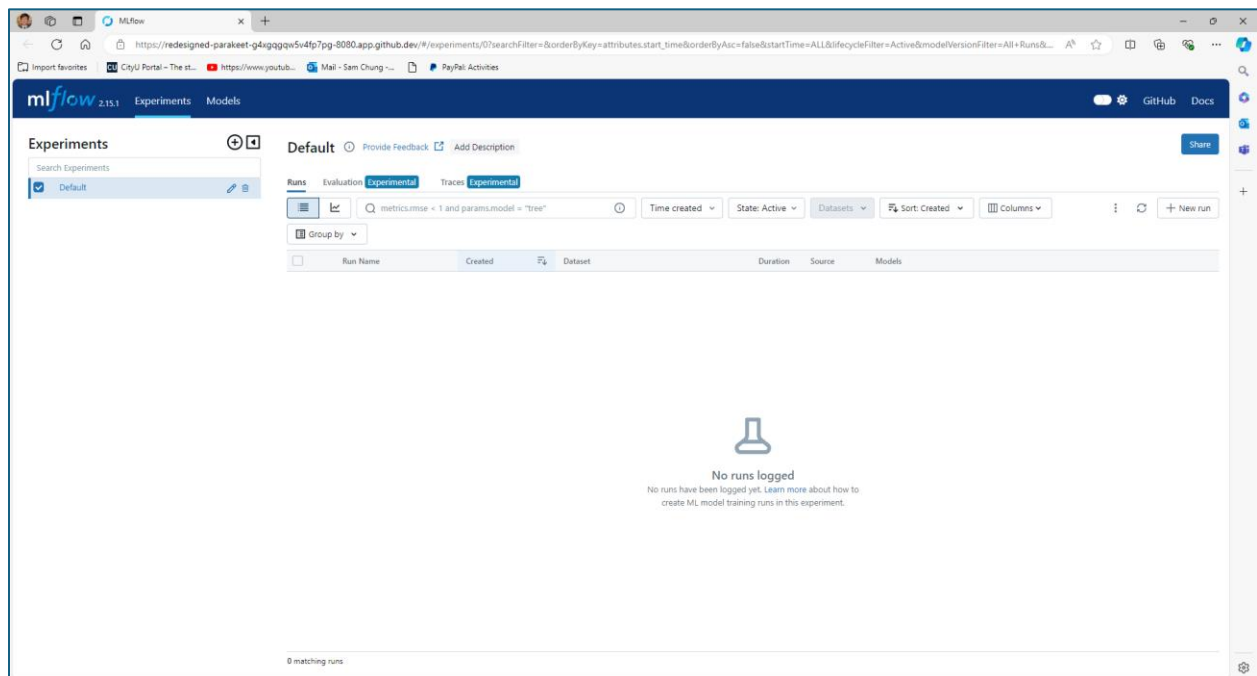 MLflow
https://redesigned-parakeet-g4xgqgqw5v4fp7pg-8080.app.github.dev/#/experiments/0?searchFilter=&orderByKey=attributes.start_time&orderByAsc=false&startTime=ALL&lifecycleFilter=Active&modelVersionFilter=All+Runs&...
Import favorites CU CityU Portal – The st... https://www.youtub... Mail - Sam Chung -... PayPal: Activities
mlflow 2.15.1 Experiments Models GitHub Docs
Experiments
Search Experiments
Default
Default Provide Feedback Add Description Share
Runs Evaluation Experimental Traces Experimental
metrics.rmse < 1 and params.model = "tree" Time created State: Active Datasets Sort: Created Columns + New run
Group by
Run Name Created Dataset Duration Source Models
No runs logged
No runs have been logged yet. Learn more about how to
create ML model training runs in this experiment.
0 matching runs